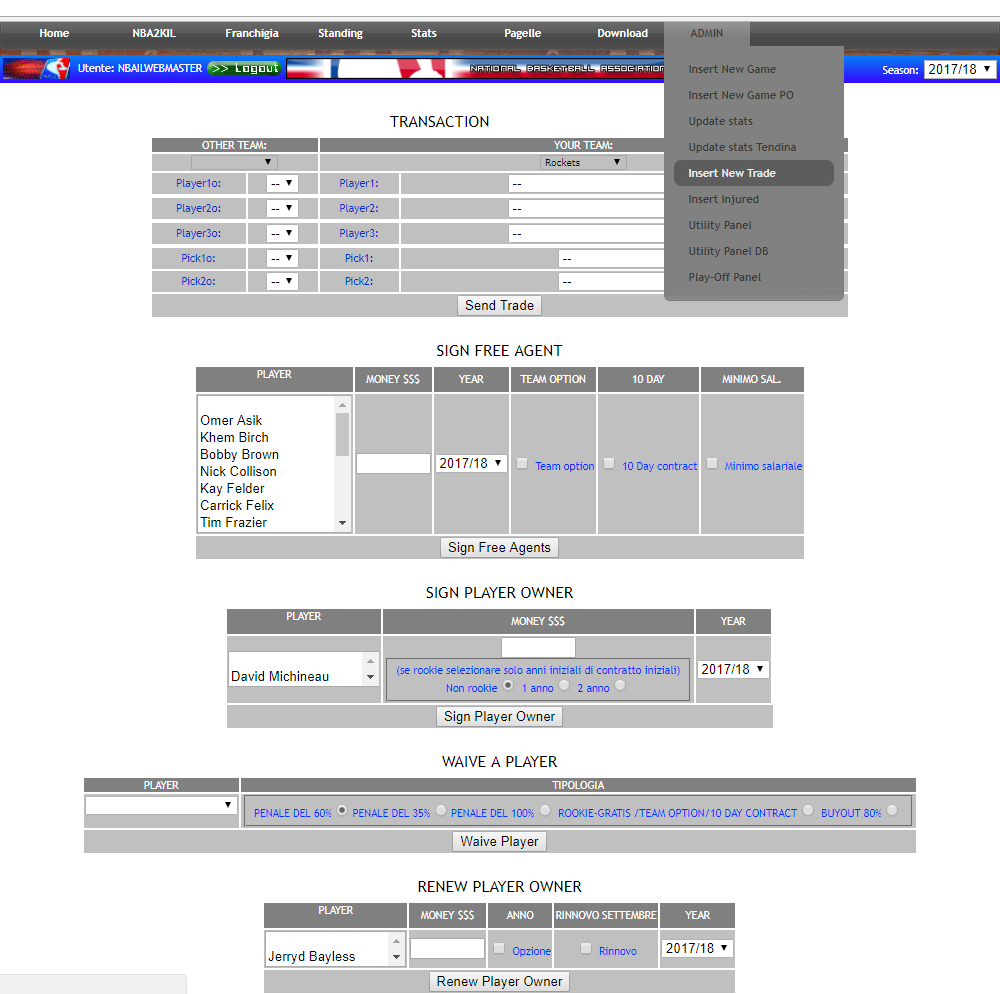 Home NBA2KIL Franchigia Standing Stats Pagelle Download ADMIN
Utente: NBAILWEBMASTER >> Logout NATIONAL BASKETBALL ASSOCIATION Season: 2017/18
Insert New Game
Insert New Game PO
Update stats
Update stats Tendina
Insert New Trade
Insert Injured
Utility Panel
Utility Panel DB
Play-Off Panel
TRANSACTION
OTHER TEAM: YOUR TEAM:
Rockets
Player1o: -- Player1: --
Player2o: -- Player2: --
Player3o: -- Player3: --
Pick1o: -- Pick1: --
Pick2o: -- Pick2: --
Send Trade
SIGN FREE AGENT
PLAYER MONEY $$$ YEAR TEAM OPTION 10 DAY MINIMO SAL.
Omer Asik
Khem Birch
Bobby Brown
Nick Collison
Kay Felder
Carrick Felix
Tim Frazier
2017/18 Team option 10 Day contract Minimo salariale
Sign Free Agents
SIGN PLAYER OWNER
PLAYER MONEY $$$ YEAR
David Michineau
(se rookie selezionare solo anni iniziali di contratto iniziali)
Non rookie 1 anno 2 anno
2017/18
Sign Player Owner
WAIVE A PLAYER
PLAYER TIPOLOGIA
PENALE DEL 60% PENALE DEL 35% PENALE DEL 100% ROOKIE-GRATIS /TEAM OPTION/10 DAY CONTRACT BUYOUT 80%
Waive Player
RENEW PLAYER OWNER
PLAYER MONEY $$$ ANNO RINNOVO SETTEMBRE YEAR
Jerryd Bayless Opzione Rinnovo 2017/18
Renew Player Owner